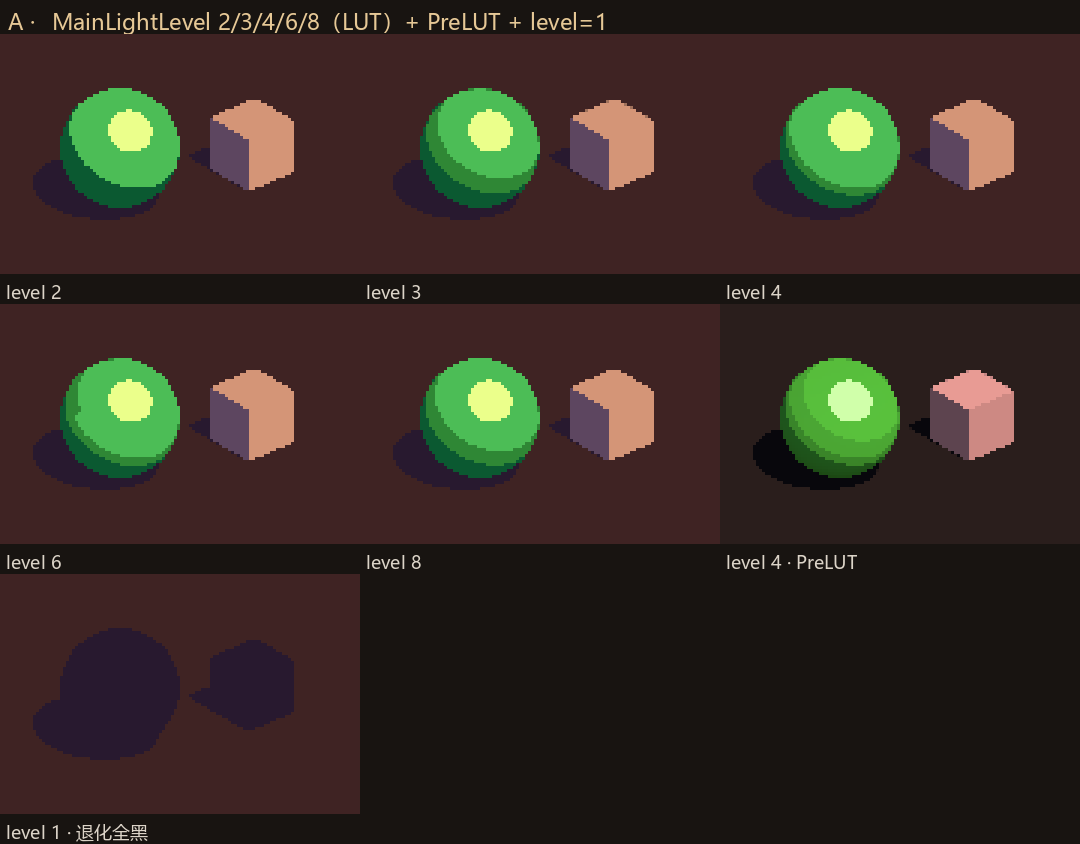 A ·  MainLightLevel 2/3/4/6/8（LUT）+ PreLUT + level=1
level 2
level 3
level 4
level 6
level 8
level 4 · PreLUT
level 1 · 退化全黑